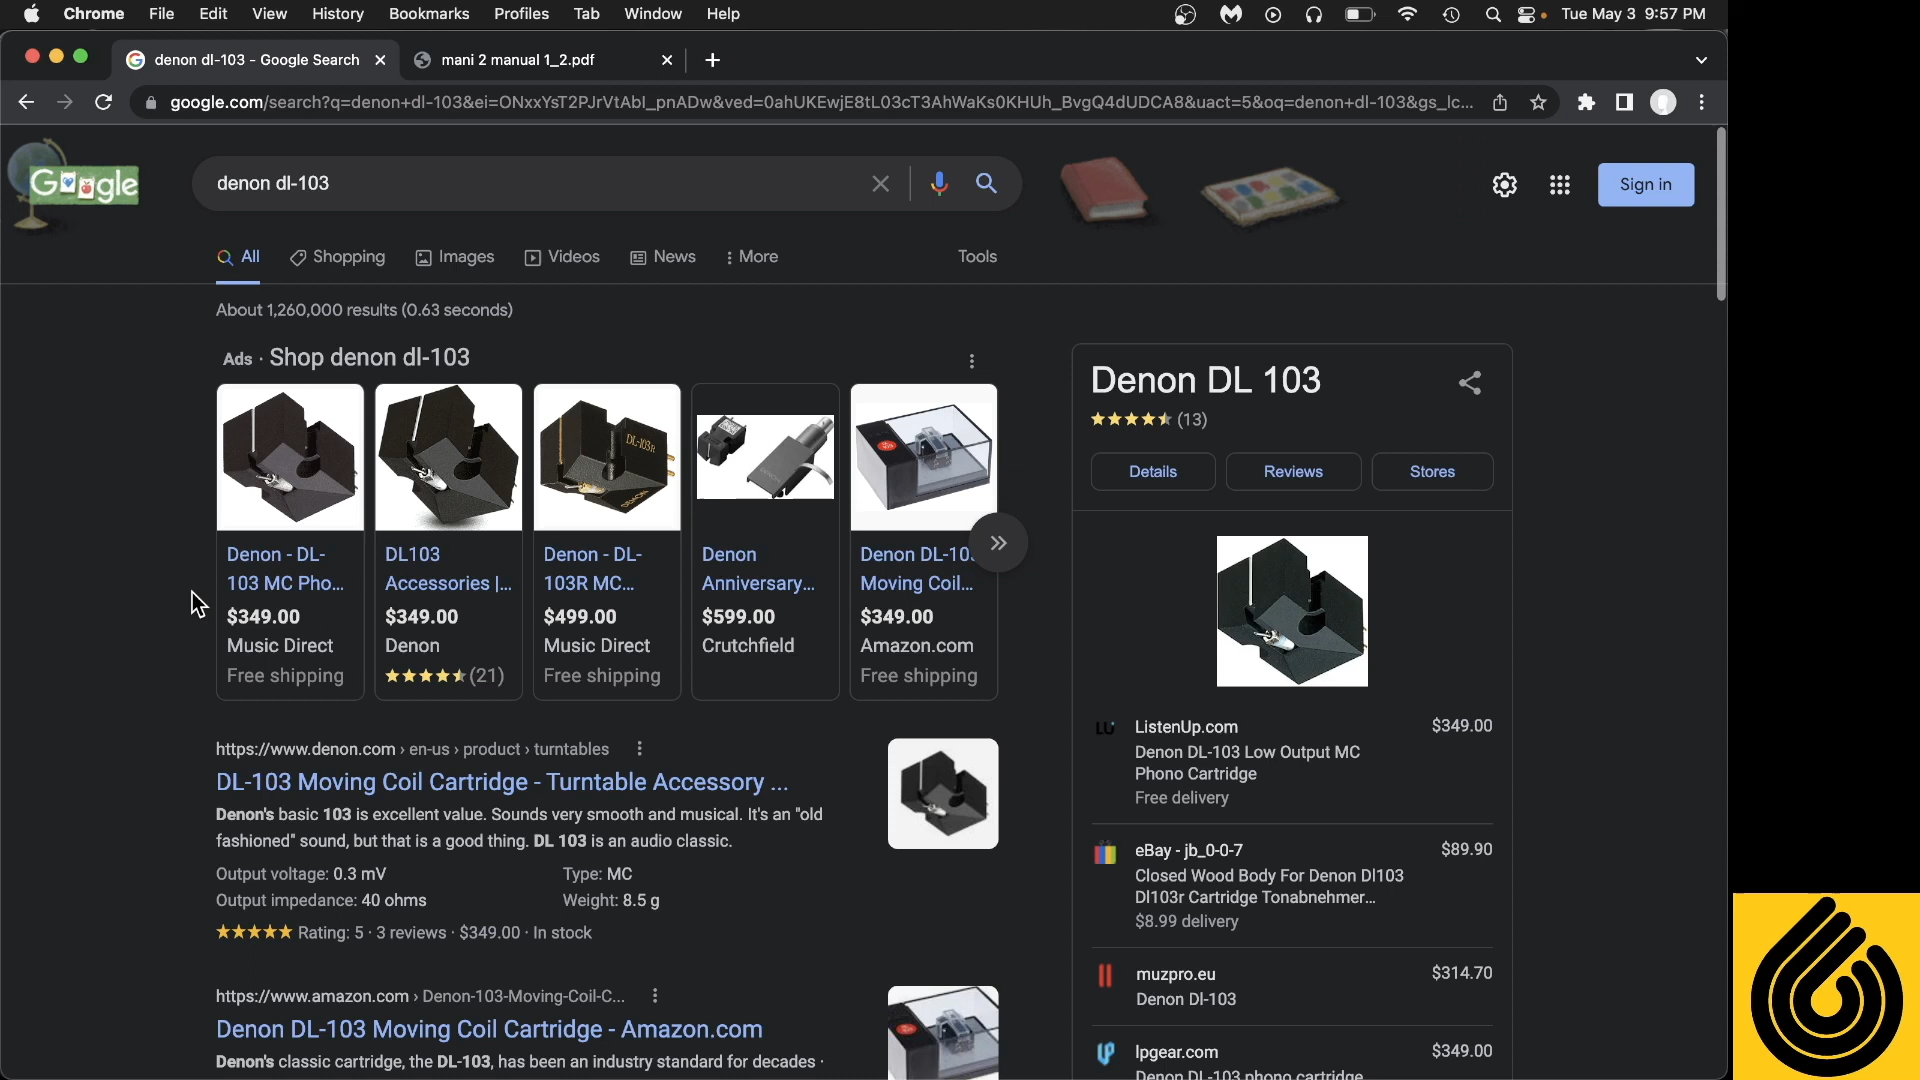 Chrome File Edit View History Bookmarks Profiles Tab Window Help Tue May 3 9:57 PM
denon dl-103 - Google Search
mani 2 manual 1_2.pdf
google.com/search?q=denon+dl-103&ei=ONxxYsT2PJrVtAbI_pnADw&ved=0ahUKEwjE8tL03cT3AhWaKs0KHUh_BvgQ4dUDCA8&uact=5&oq=denon+dl-103&gs_lc...
Google
denon dl-103
Sign in
All Shopping Images Videos News More Tools
About 1,260,000 results (0.63 seconds)
Ads · Shop denon dl-103
DL-103R
DENON
Denon - DL-
103 MC Pho...
$349.00
Music Direct
Free shipping
DL103
Accessories |...
$349.00
Denon
(21)
Denon - DL-
103R MC...
$499.00
Music Direct
Free shipping
Denon
Anniversary...
$599.00
Crutchfield
Denon DL-10
Moving Coil...
$349.00
Amazon.com
Free shipping
https://www.denon.com › en-us › product › turntables
DL-103 Moving Coil Cartridge - Turntable Accessory ...
Denon's basic 103 is excellent value. Sounds very smooth and musical. It's an "old
fashioned" sound, but that is a good thing. DL 103 is an audio classic.
Output voltage: 0.3 mV Type: MC
Output impedance: 40 ohms Weight: 8.5 g
Rating: 5 · 3 reviews · $349.00 · In stock
https://www.amazon.com › Denon-103-Moving-Coil-C...
Denon DL-103 Moving Coil Cartridge - Amazon.com
Denon's classic cartridge, the DL-103, has been an industry standard for decades ·
Denon DL 103
(13)
Details Reviews Stores
ListenUp.com $349.00
Denon DL-103 Low Output MC
Phono Cartridge
Free delivery
eBay - jb_0-0-7 $89.90
Closed Wood Body For Denon Dl103
Dl103r Cartridge Tonabnehmer...
$8.99 delivery
muzpro.eu $314.70
Denon Dl-103
lpgear.com $349.00
Denon DL-103 phono cartridge